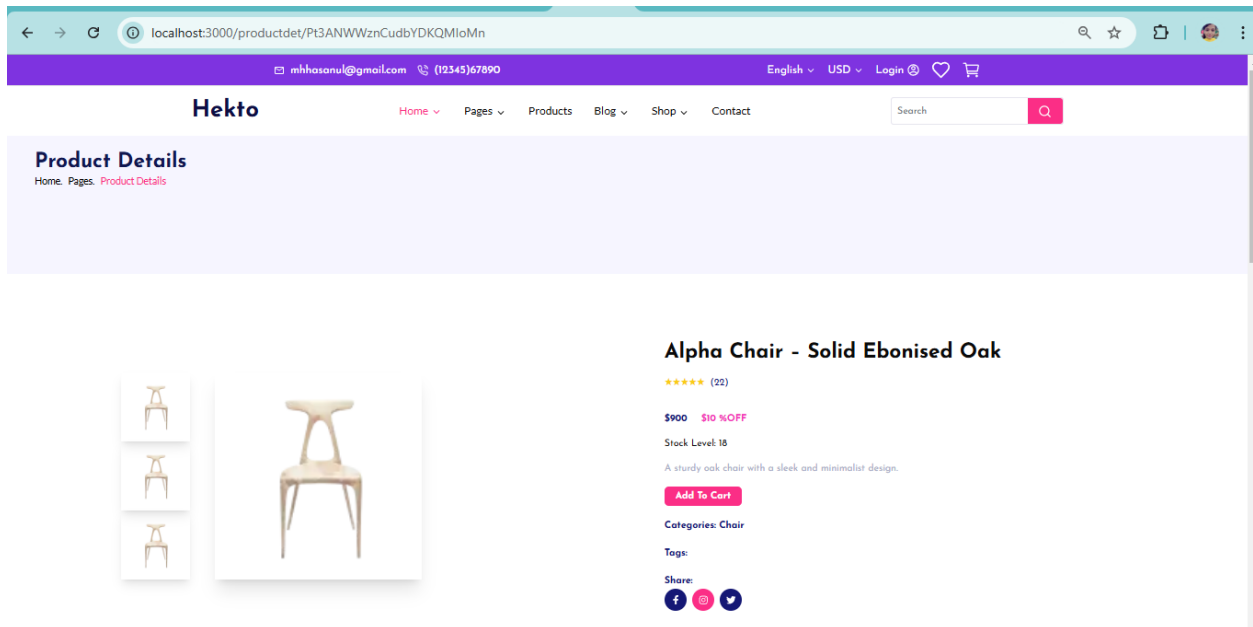 localhost:3000/productdet/Pt3ANWWznCudbYDKQMIoMn
mhhasanul@gmail.com (12345)67890 English USD Login
Hekto Home Pages Products Blog Shop Contact Search
Product Details
Home. Pages. Product Details
Alpha Chair – Solid Ebonised Oak
★★★★★ (22)
$900 $10 %OFF
Stock Level: 18
A sturdy oak chair with a sleek and minimalist design.
Add To Cart
Categories: Chair
Tags:
Share: